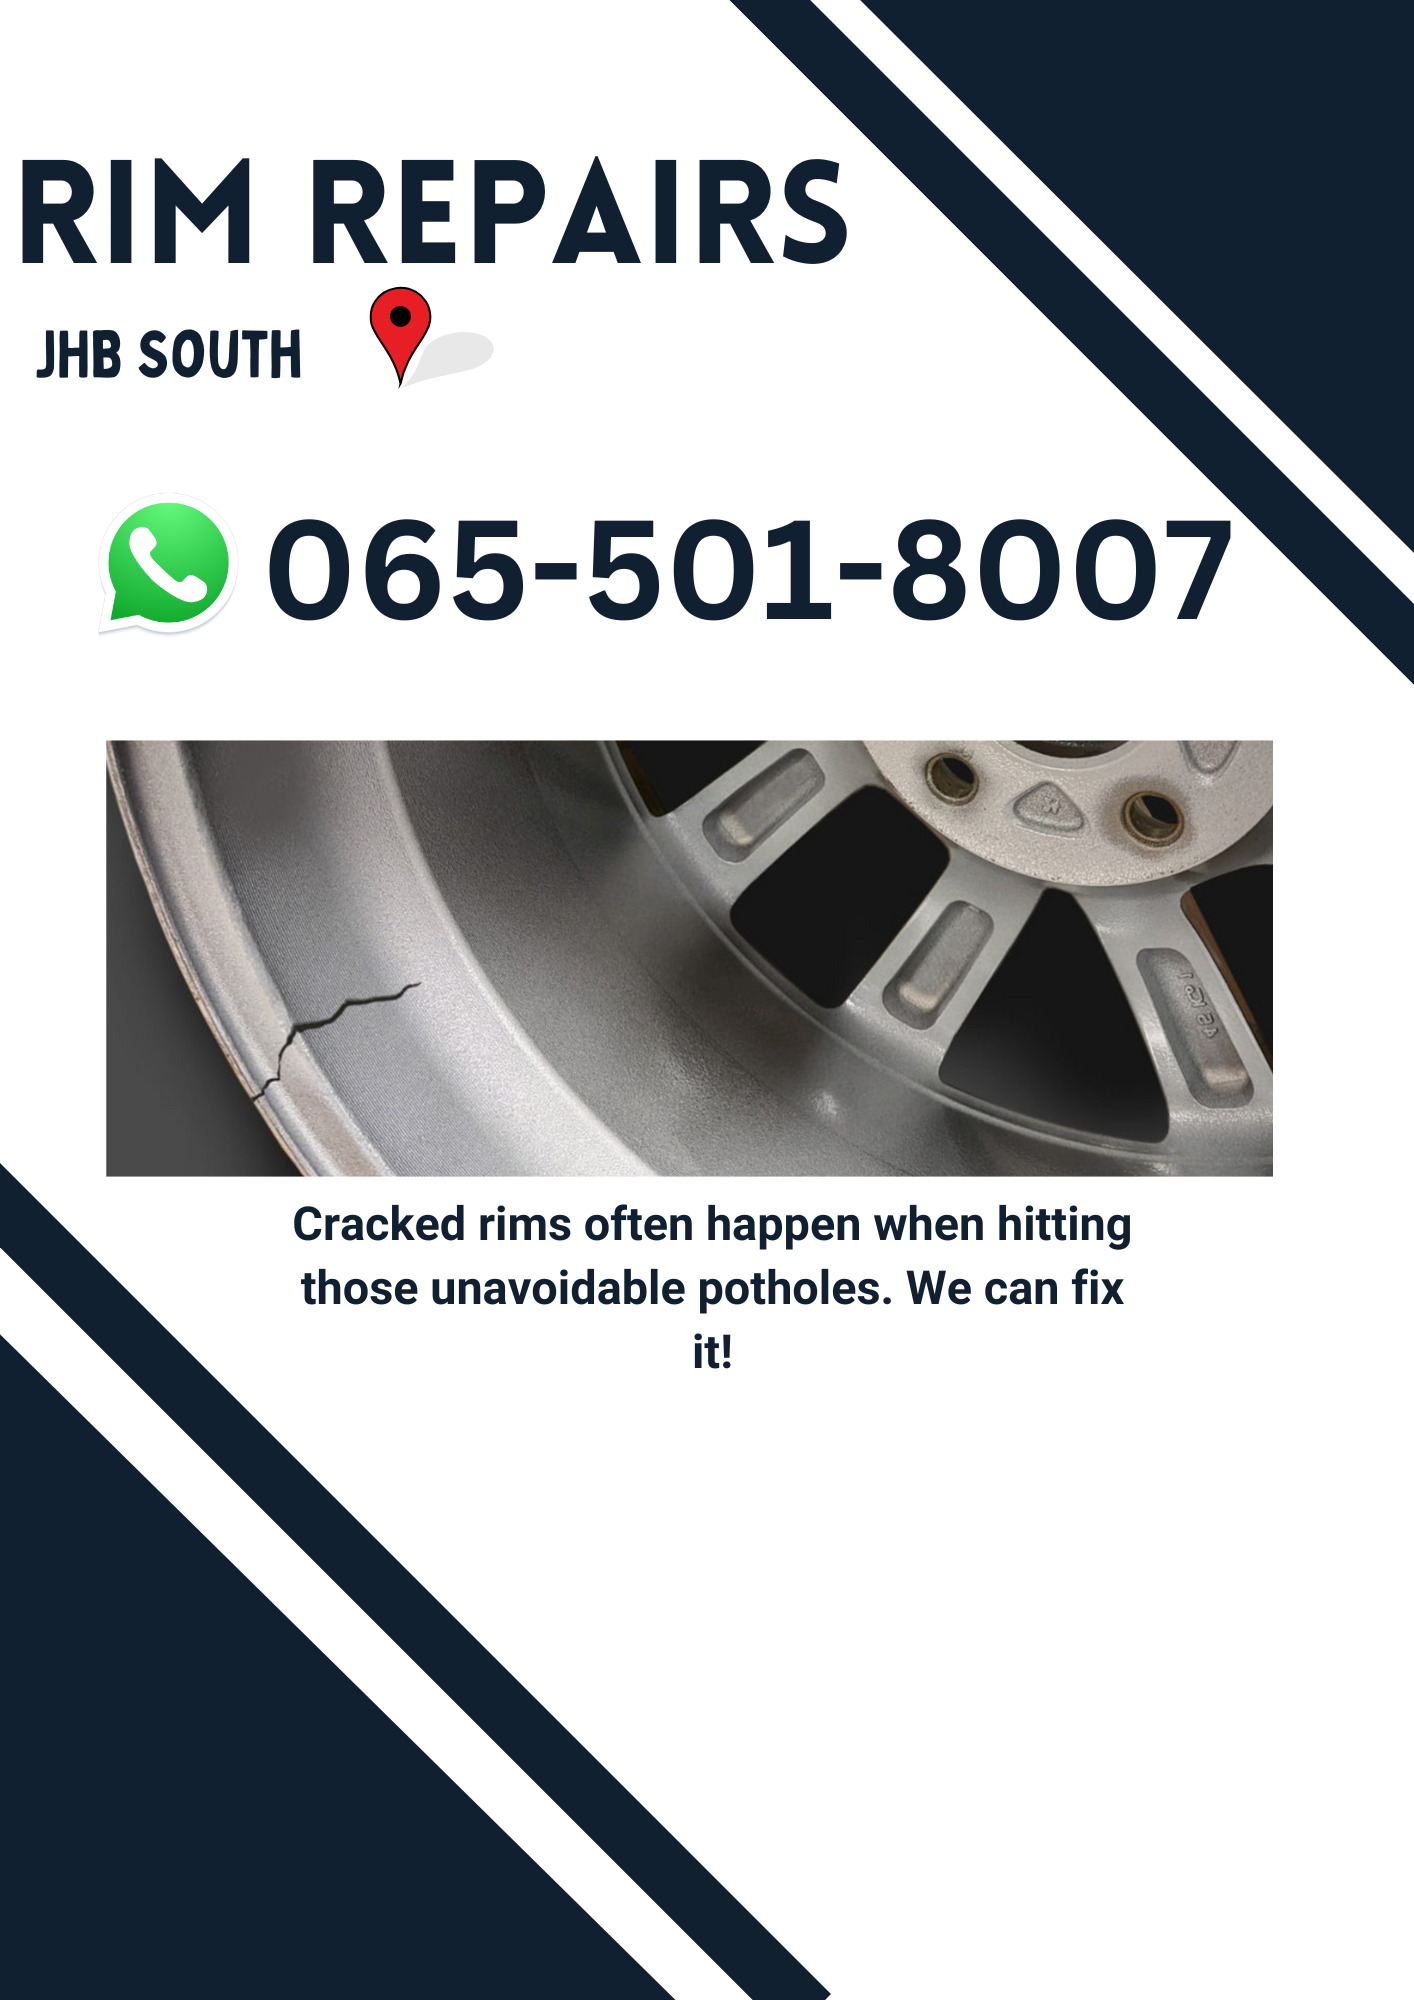 RIM REPAIRS
JHB SOUTH
065-501-8007
Cracked rims often happen when hitting
those unavoidable potholes. We can fix
it!